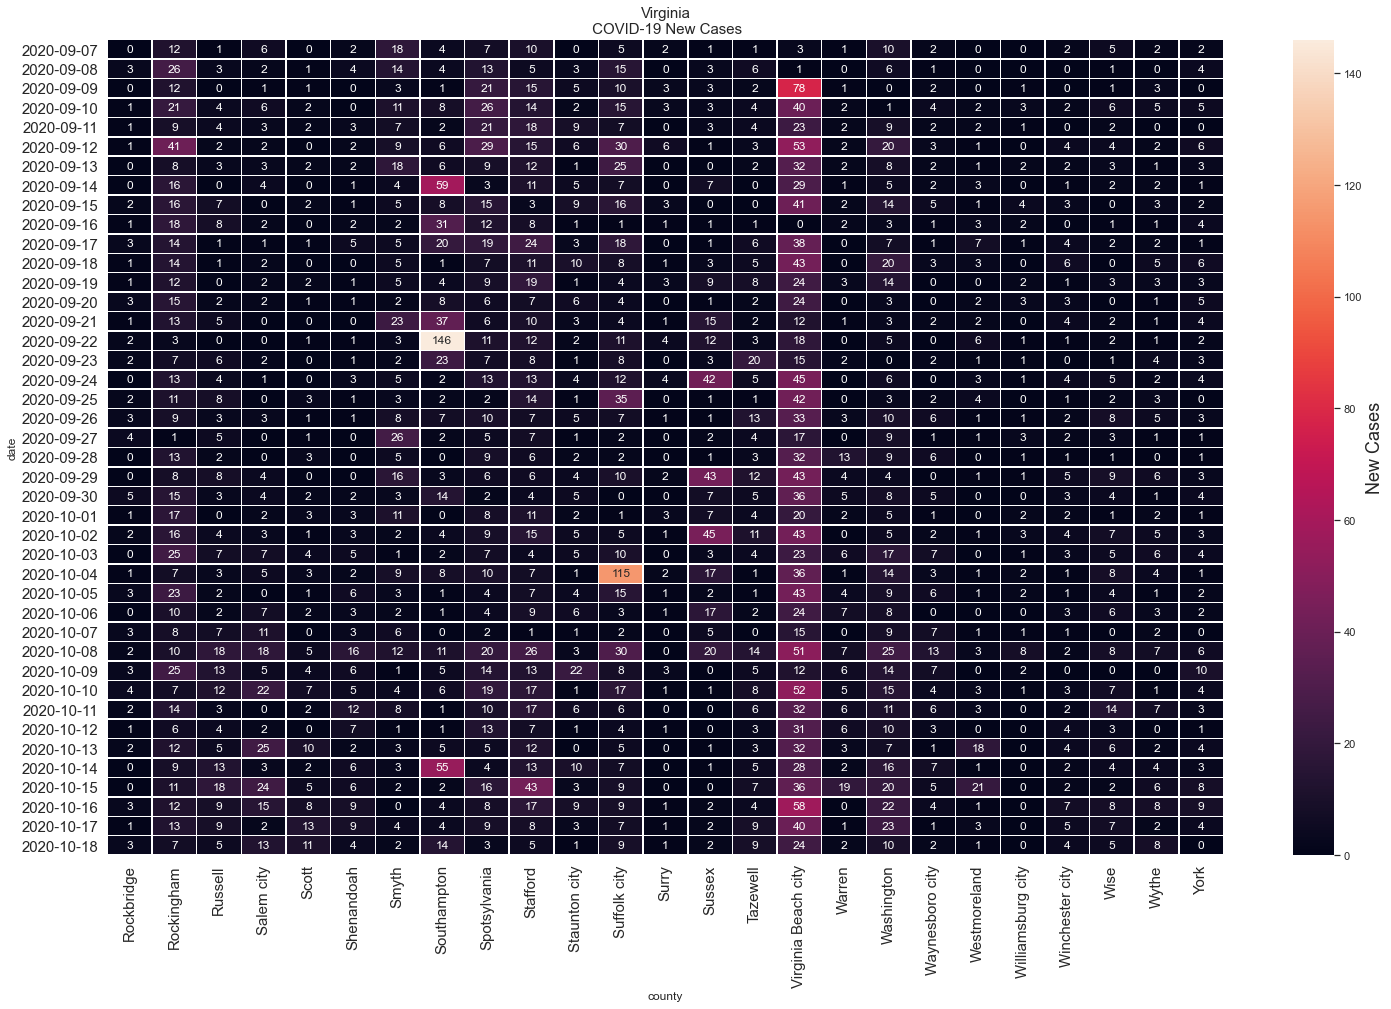 Virginia
COVID-19 New Cases
2020-09-07 0 12 1 6 0 2 18 4 7 10 0 5 2 1 1 3 1 10 2 0 0 2 5 2 2
2020-09-08 3 26 3 2 1 4 14 4 13 5 3 15 0 3 6 1 0 6 1 0 0 0 1 0 4
2020-09-09 0 12 0 1 1 0 3 1 21 15 5 10 3 3 2 78 1 0 2 0 1 0 1 3 0
2020-09-10 1 21 4 6 2 0 11 8 26 14 2 15 3 3 4 40 2 1 4 2 3 2 6 5 5
2020-09-11 1 9 4 3 2 3 7 2 21 18 9 7 0 3 4 23 2 9 2 2 1 0 2 0 0
2020-09-12 1 41 2 2 0 2 9 6 29 15 6 30 6 1 3 53 2 20 3 1 0 4 4 2 6
2020-09-13 0 8 3 3 2 2 18 6 9 12 1 25 0 0 2 32 2 8 2 1 2 2 3 1 3
2020-09-14 0 16 0 4 0 1 4 59 3 11 5 7 0 7 0 29 1 5 2 3 0 1 2 2 1
2020-09-15 2 16 7 0 2 1 5 8 15 3 9 16 3 0 0 41 2 14 5 1 4 3 0 3 2
2020-09-16 1 18 8 2 0 2 2 31 12 8 1 1 1 1 1 0 2 3 1 3 2 0 1 1 4
2020-09-17 3 14 1 1 1 5 5 20 19 24 3 18 0 1 6 38 0 7 1 7 1 4 2 2 1
2020-09-18 1 14 1 2 0 0 5 1 7 11 10 8 1 3 5 43 0 20 3 3 0 6 0 5 6
2020-09-19 1 12 0 2 2 1 5 4 9 19 1 4 3 9 8 24 3 14 0 0 2 1 3 3 3
2020-09-20 3 15 2 2 1 1 2 8 6 7 6 4 0 1 2 24 0 3 0 2 3 3 0 1 5
2020-09-21 1 13 5 0 0 0 23 37 6 10 3 4 1 15 2 12 1 3 2 2 0 4 2 1 4
2020-09-22 2 3 0 0 1 1 3 146 11 12 2 11 4 12 3 18 0 5 0 6 1 1 2 1 2
2020-09-23 2 7 6 2 0 1 2 23 7 8 1 8 0 3 20 15 2 0 2 1 1 0 1 4 3
2020-09-24 0 13 4 1 0 3 5 2 13 13 4 12 4 42 5 45 0 6 0 3 1 4 5 2 4
2020-09-25 2 11 8 0 3 1 3 2 2 14 1 35 0 1 1 42 0 3 2 4 0 1 2 3 0
2020-09-26 3 9 3 3 1 1 8 7 10 7 5 7 1 1 13 33 3 10 6 1 1 2 8 5 3
2020-09-27 4 1 5 0 1 0 26 2 5 7 1 2 0 2 4 17 0 9 1 1 3 2 3 1 1
2020-09-28 0 13 2 0 3 0 5 0 9 6 2 2 0 1 3 32 13 9 6 0 1 1 1 0 1
2020-09-29 0 8 8 4 0 0 16 3 6 6 4 10 2 43 12 43 4 4 0 1 1 5 9 6 3
2020-09-30 5 15 3 4 2 2 3 14 2 4 5 0 0 7 5 36 5 8 5 0 0 3 4 1 4
2020-10-01 1 17 0 2 3 3 11 0 8 11 2 1 3 7 4 20 2 5 1 0 2 2 1 2 1
2020-10-02 2 16 4 3 1 3 2 4 9 15 5 5 1 45 11 43 0 5 2 1 3 4 7 5 3
2020-10-03 0 25 7 7 4 5 1 2 7 4 5 10 0 3 4 23 6 17 7 0 1 3 5 6 4
2020-10-04 1 7 3 5 3 2 9 8 10 7 1 115 2 17 1 36 1 14 3 1 2 1 8 4 1
2020-10-05 3 23 2 0 1 6 3 1 4 7 4 15 1 2 1 43 4 9 6 1 2 1 4 1 2
2020-10-06 0 10 2 7 2 3 2 1 4 9 6 3 1 17 2 24 7 8 0 0 0 3 6 3 2
2020-10-07 3 8 7 11 0 3 6 0 2 1 1 2 0 5 0 15 0 9 7 1 1 1 0 2 0
2020-10-08 2 10 18 18 5 16 12 11 20 26 3 30 0 20 14 51 7 25 13 3 8 2 8 7 6
2020-10-09 3 25 13 5 4 6 1 5 14 13 22 8 3 0 5 12 6 14 7 0 0 0 0 0 10
2020-10-10 4 7 12 22 7 5 4 6 19 17 1 17 1 1 8 52 5 15 4 3 1 3 7 1 4
2020-10-11 2 14 3 0 2 12 8 1 10 17 6 6 0 0 6 32 6 11 6 3 0 2 14 7 3
2020-10-12 1 6 4 2 0 7 1 1 13 7 1 4 1 0 3 31 6 10 3 0 0 4 3 0 1
2020-10-13 2 12 5 25 10 2 3 5 5 12 0 5 0 1 3 32 3 7 1 18 0 4 6 2 4
2020-10-14 0 9 13 3 2 6 3 55 4 13 10 7 0 1 5 28 2 16 7 1 0 2 4 4 3
2020-10-15 0 11 18 24 5 6 2 2 16 43 3 9 0 0 7 36 19 20 5 21 0 2 2 6 8
2020-10-16 3 12 9 15 8 9 0 4 8 17 9 9 1 2 4 58 0 22 4 1 0 7 8 8 9
2020-10-17 1 13 9 2 13 9 4 4 9 8 3 7 1 2 9 40 1 23 1 3 0 5 7 2 4
2020-10-18 3 7 5 13 11 4 2 14 3 5 1 9 1 2 9 24 2 10 2 1 0 4 5 8 0
date
Rockbridge
Rockingham
Russell
Salem city
Scott
Shenandoah
Smyth
Southampton
Spotsylvania
Stafford
Staunton city
Suffolk city
Surry
Sussex
Tazewell
Virginia Beach city
Warren
Washington
Waynesboro city
Westmoreland
Williamsburg city
Winchester city
Wise
Wythe
York
county
140
120
100
80
60
40
20
0
New Cases